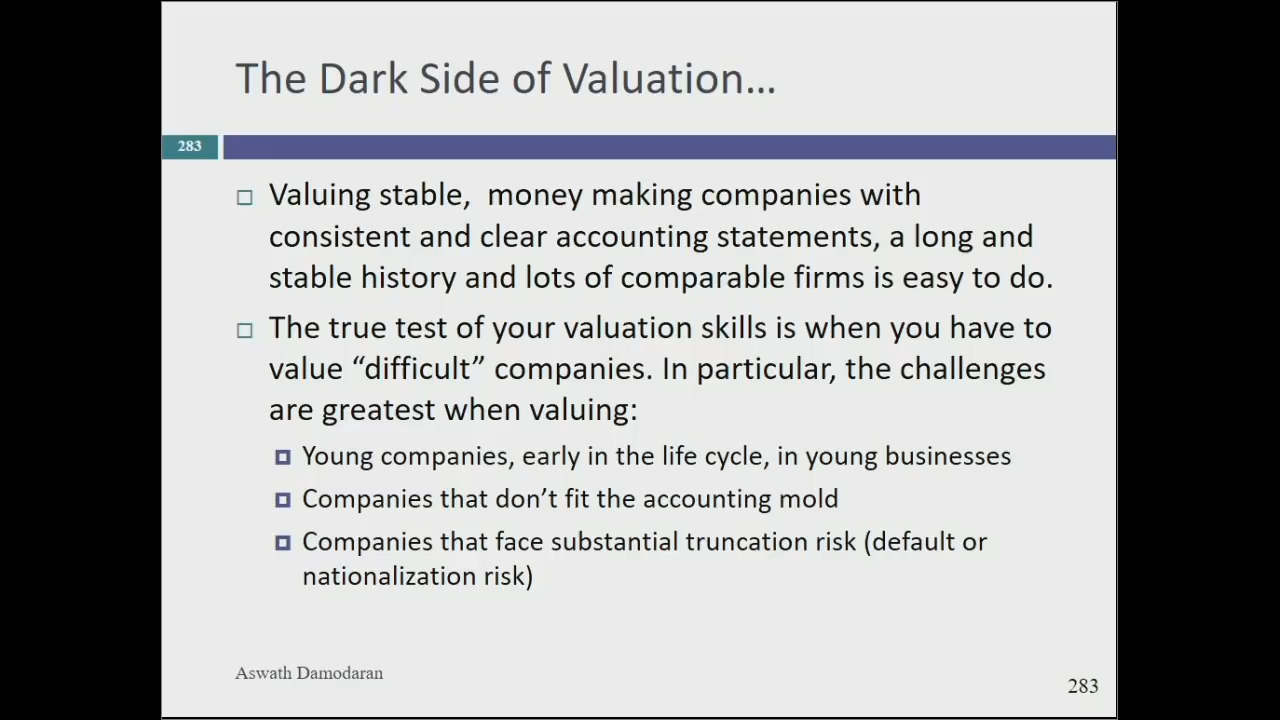 The Dark Side of Valuation...
283
Valuing stable,  money making companies with
consistent and clear accounting statements, a long and
stable history and lots of comparable firms is easy to do.
The true test of your valuation skills is when you have to
value “difficult” companies. In particular, the challenges
are greatest when valuing:
Young companies, early in the life cycle, in young businesses
Companies that don’t fit the accounting mold
Companies that face substantial truncation risk (default or
nationalization risk)
Aswath Damodaran
283